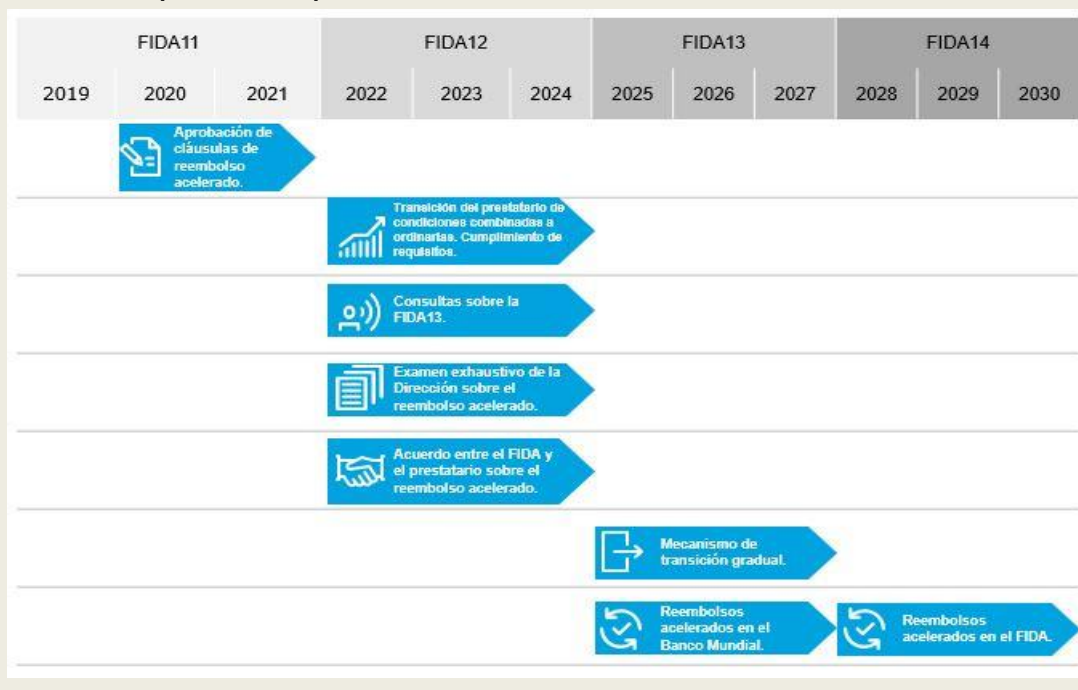 FIDA11 FIDA12 FIDA13 FIDA14
2019 2020 2021 2022 2023 2024 2025 2026 2027 2028 2029 2030
Aprobación de
cláusulas de
reembolso
acelerado.
Transición del prestatario de
condiciones combinadas a
ordinarias. Cumplimiento de
requisitos.
Consultas sobre la
FIDA13.
Examen exhaustivo de la
Dirección sobre el
reembolso acelerado.
Acuerdo entre el FIDA y
el prestatario sobre el
reembolso acelerado.
Mecanismo de
transición gradual.
Reembolsos
acelerados en el
Banco Mundial.
Reembolsos
acelerados en el FIDA.